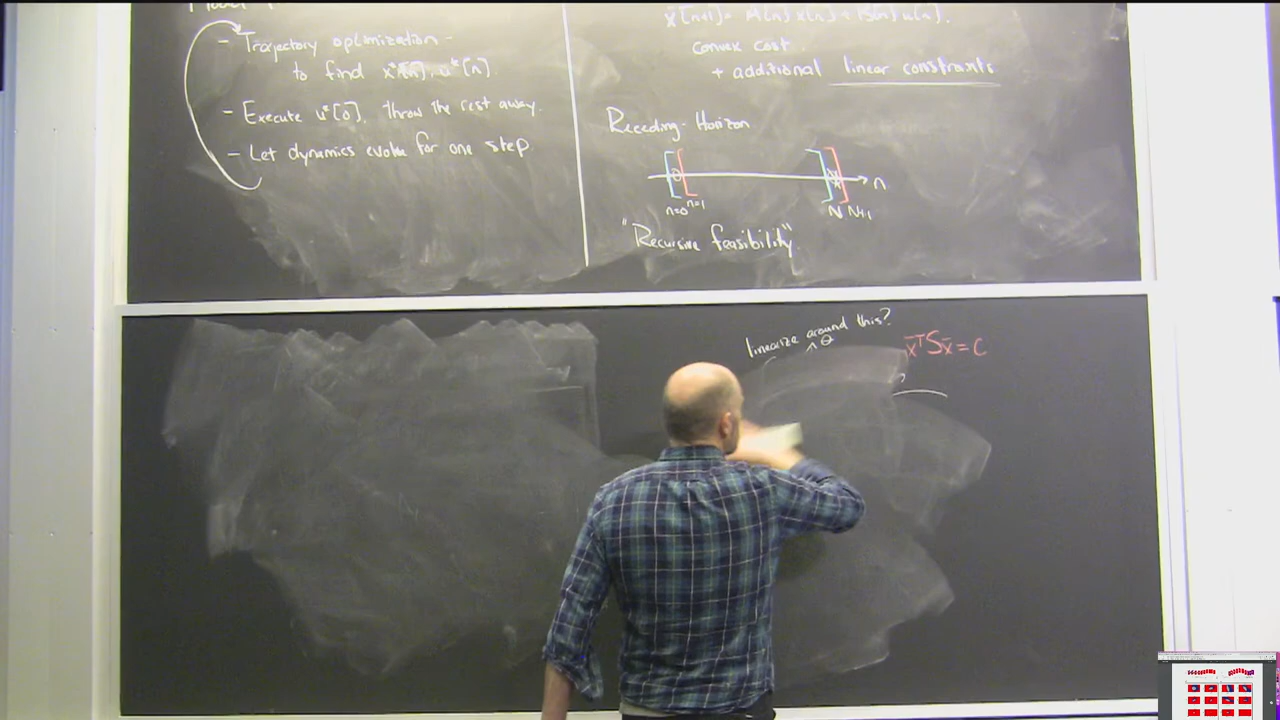 - Trajectory optimization -
to find x*[n], u*[n]
- Execute u*[0], throw the rest away.
- Let dynamics evolve for one step
x̄[n+1] = A[n] x̄[n] + B[n] ū[n].
convex cost.
+ additional linear constraints
Receding-Horizon
n
n=0 n=1 N N+1
"Recursive feasibility"
linearize around this?
x̄ᵀSx̄ = c